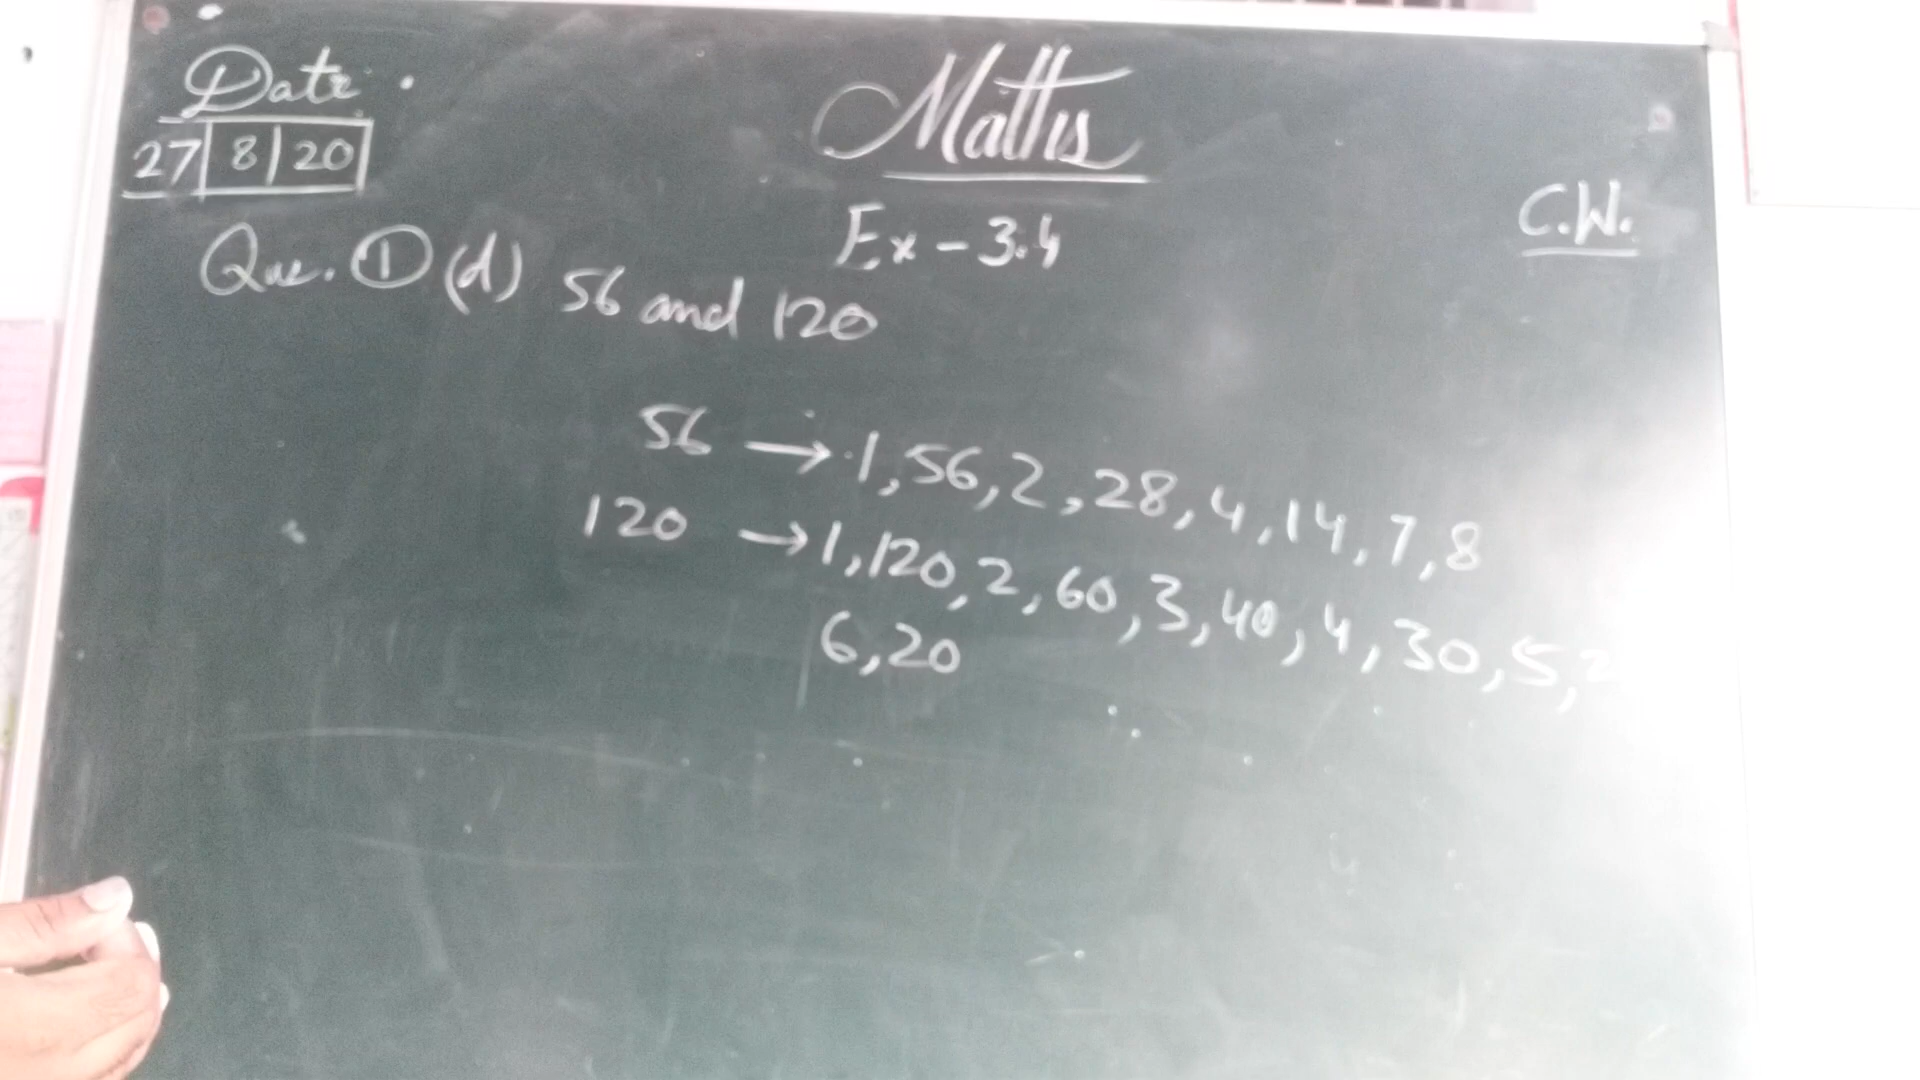 Date
Maths
27|8|20
C.W.
Ex - 3.4
Que. ① (d) 56 and 120
56 → 1, 56, 2, 28, 4, 14, 7, 8
120 → 1, 120, 2, 60, 3, 40, 4, 30, 5,
6, 20